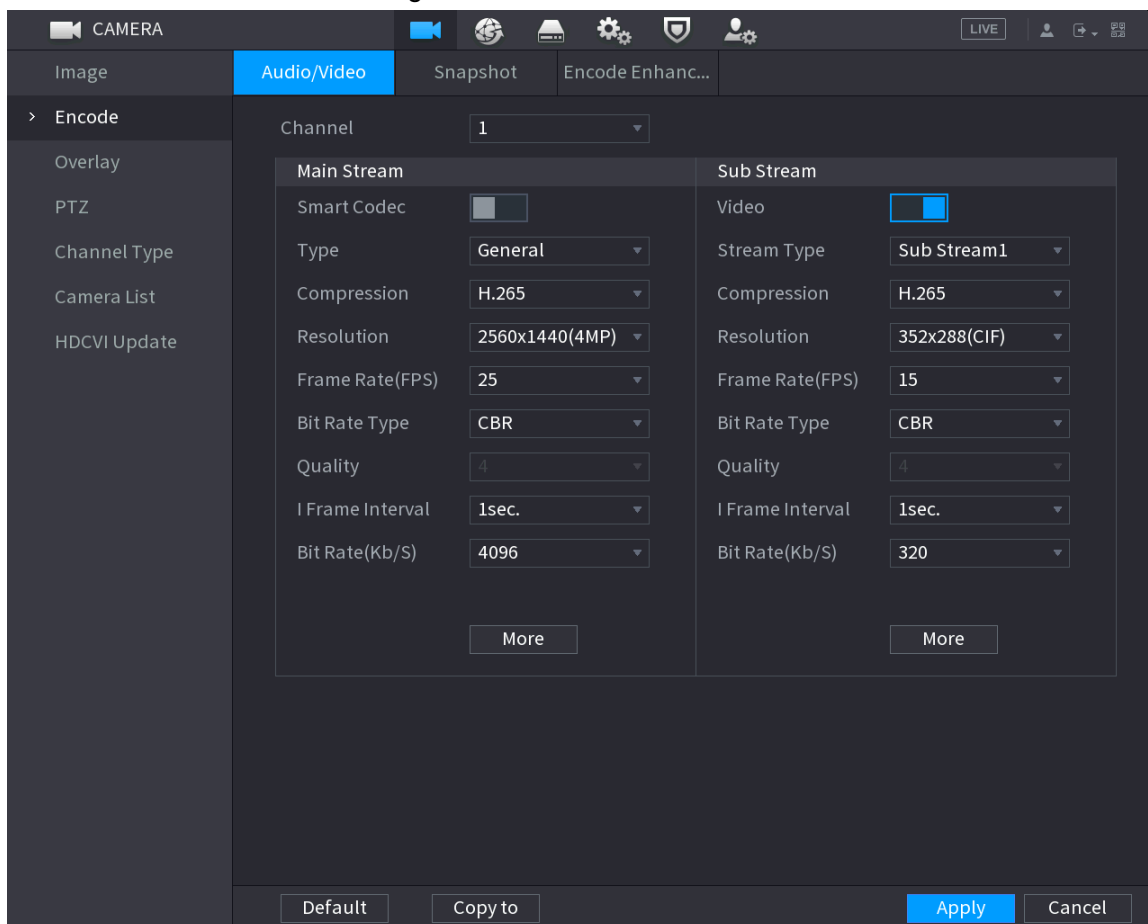 CAMERA LIVE
Image
Encode
Overlay
PTZ
Channel Type
Camera List
HDCVI Update
Audio/Video Snapshot Encode Enhanc...
Channel 1
Main Stream Sub Stream
Smart Codec Video
Type General Stream Type Sub Stream1
Compression H.265 Compression H.265
Resolution 2560x1440(4MP) Resolution 352x288(CIF)
Frame Rate(FPS) 25 Frame Rate(FPS) 15
Bit Rate Type CBR Bit Rate Type CBR
Quality 4 Quality 4
I Frame Interval 1sec. I Frame Interval 1sec.
Bit Rate(Kb/S) 4096 Bit Rate(Kb/S) 320
More More
Default Copy to Apply Cancel